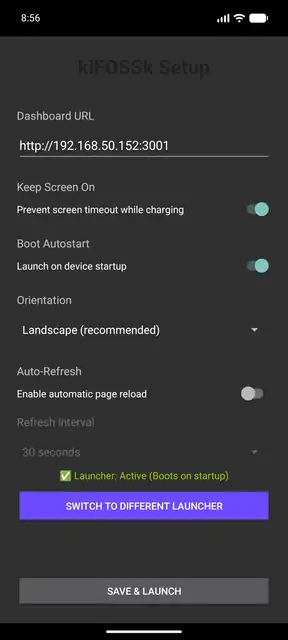 8:56
kiFOSSk Setup
Dashboard URL
http://192.168.50.152:3001
Keep Screen On
Prevent screen timeout while charging
Boot Autostart
Launch on device startup
Orientation
Landscape (recommended)
Auto-Refresh
Enable automatic page reload
Refresh Interval
30 seconds
✅ Launcher: Active (Boots on startup)
SWITCH TO DIFFERENT LAUNCHER
SAVE & LAUNCH